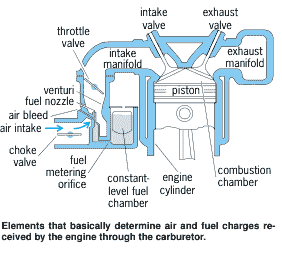 throttle
valve
intake
valve
exhaust
valve
intake
manifold
exhaust
manifold
venturi
fuel nozzle
air bleed
air intake
choke
valve
piston
fuel
metering
orifice
constant-
level fuel
chamber
engine
cylinder
combustion
chamber
Elements that basically determine air and fuel charges re-
ceived by the engine through the carburetor.